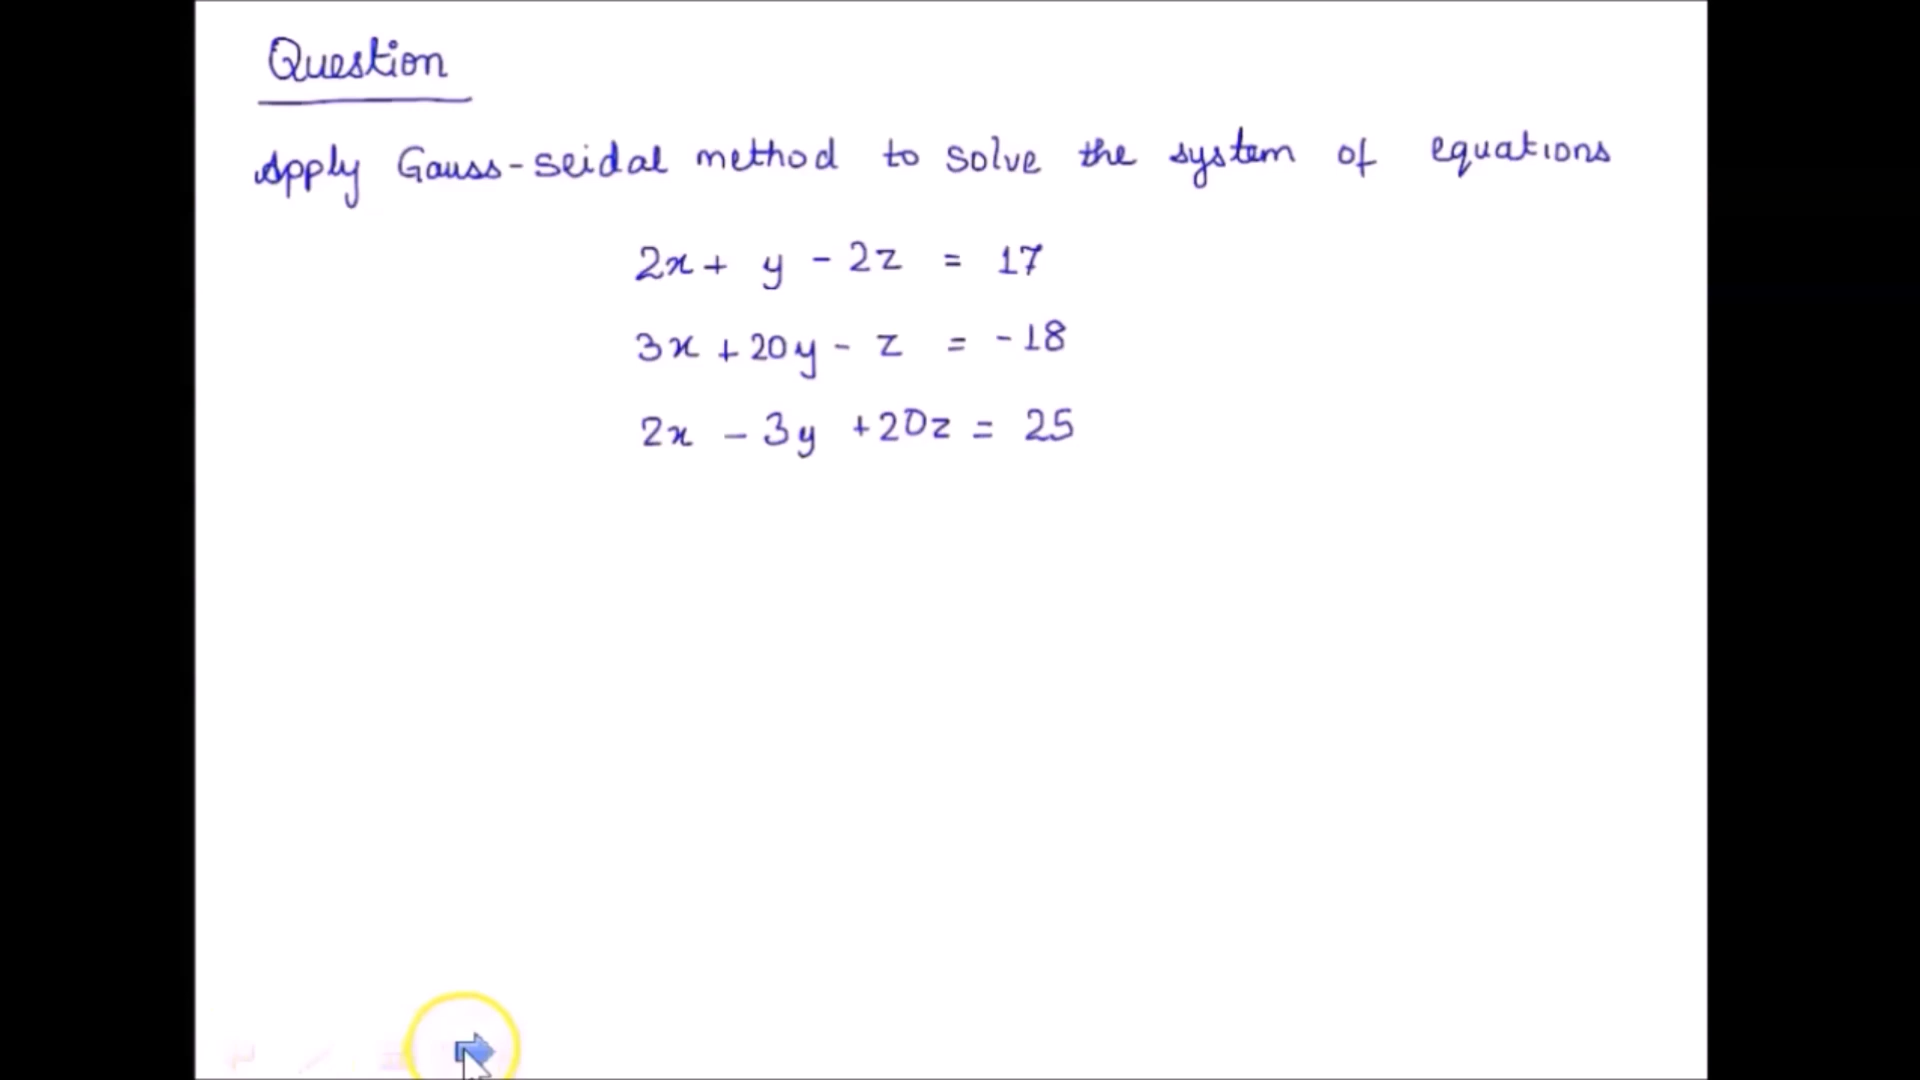 Question
Apply Gauss-seidal method to solve the system of equations
2x + y - 2z = 17
3x + 20y - z = -18
2x - 3y + 20z = 25